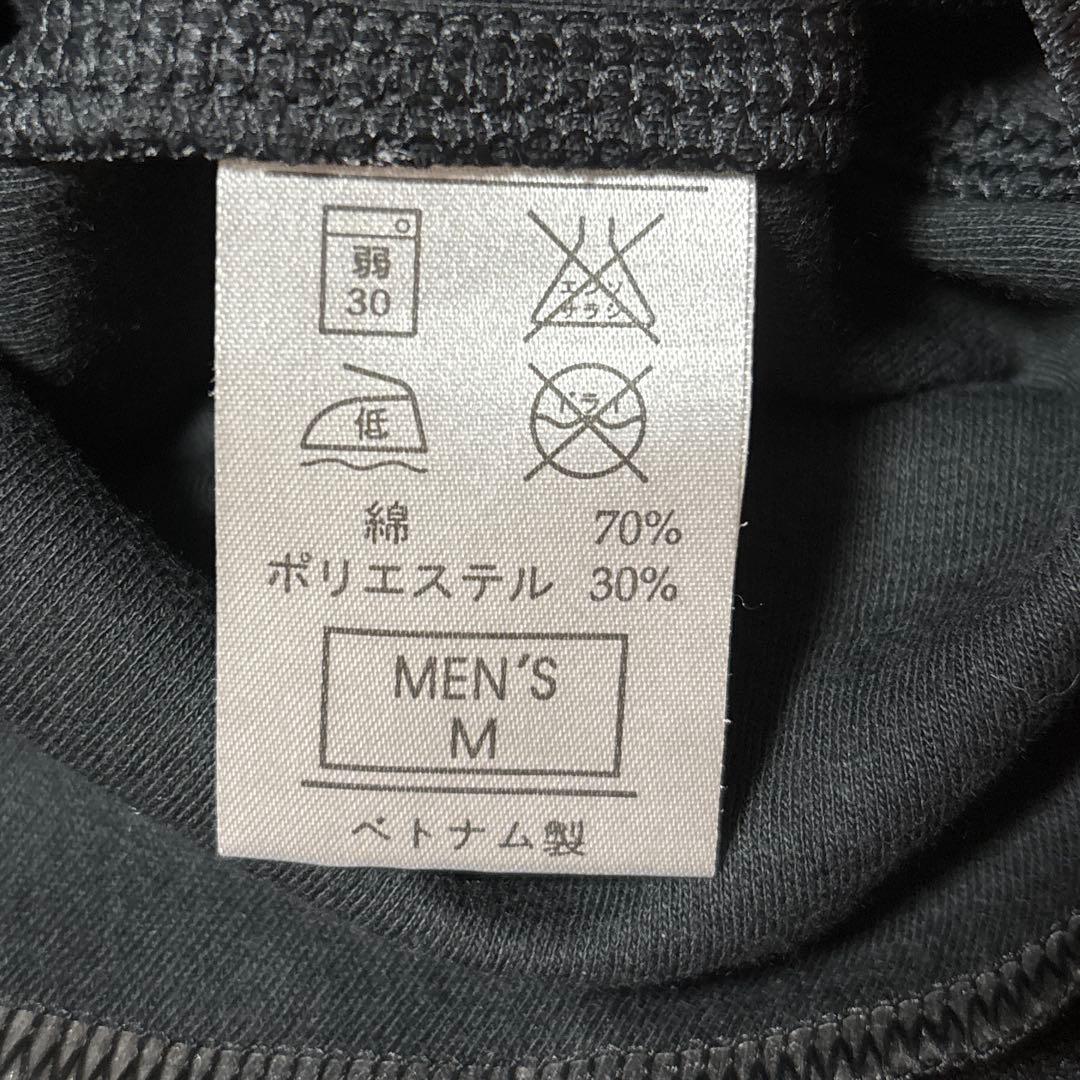 弱
30
エンソ
サラシ
低
ドライ
綿 70%
ポリエステル 30%
MEN'S
M
ベトナム製